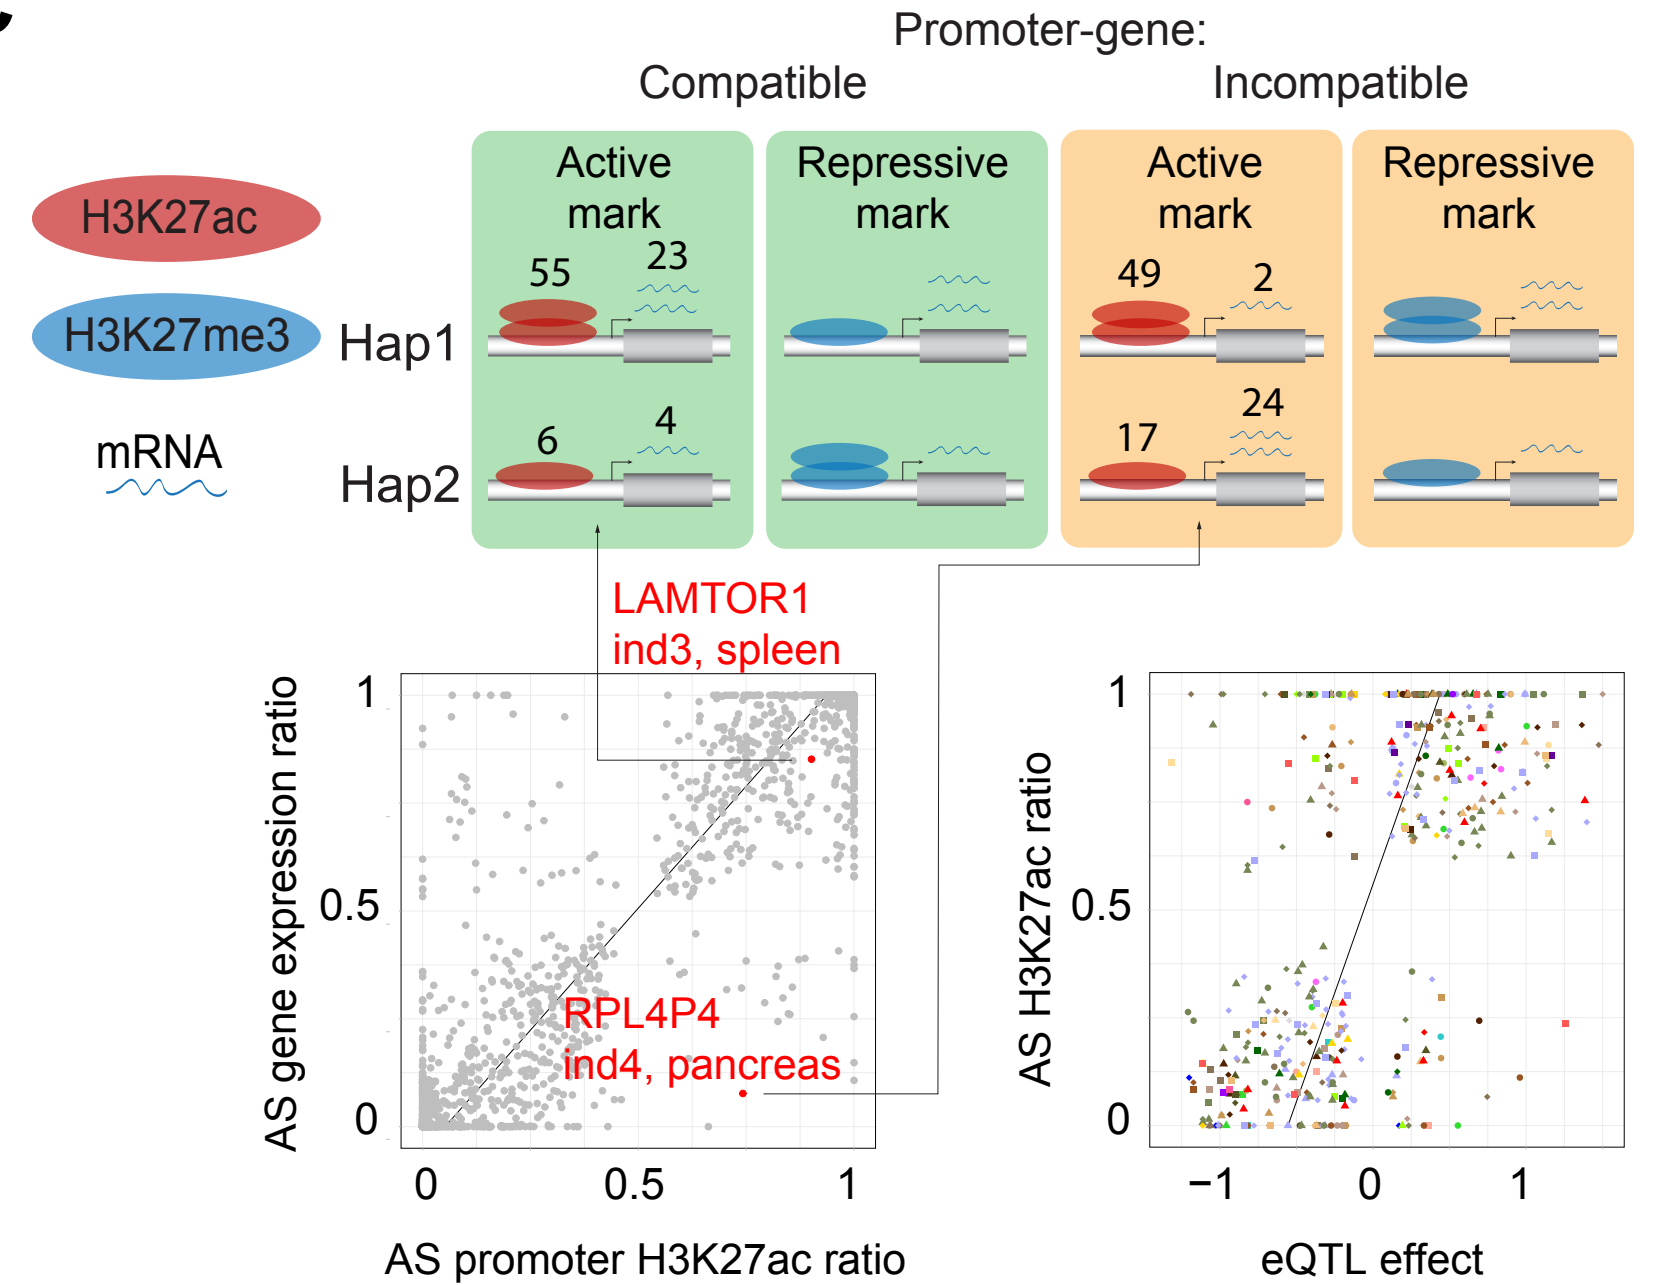 Promoter-gene:
Compatible
Incompatible
Active
mark
Repressive
mark
Active
mark
Repressive
mark
H3K27ac
H3K27me3
mRNA
Hap1
Hap2
55
23
49
2
6
4
17
24
LAMTOR1
ind3, spleen
RPL4P4
ind4, pancreas
AS gene expression ratio
1
0.5
0
0
0.5
1
AS promoter H3K27ac ratio
AS H3K27ac ratio
1
0.5
0
−1
0
1
eQTL effect